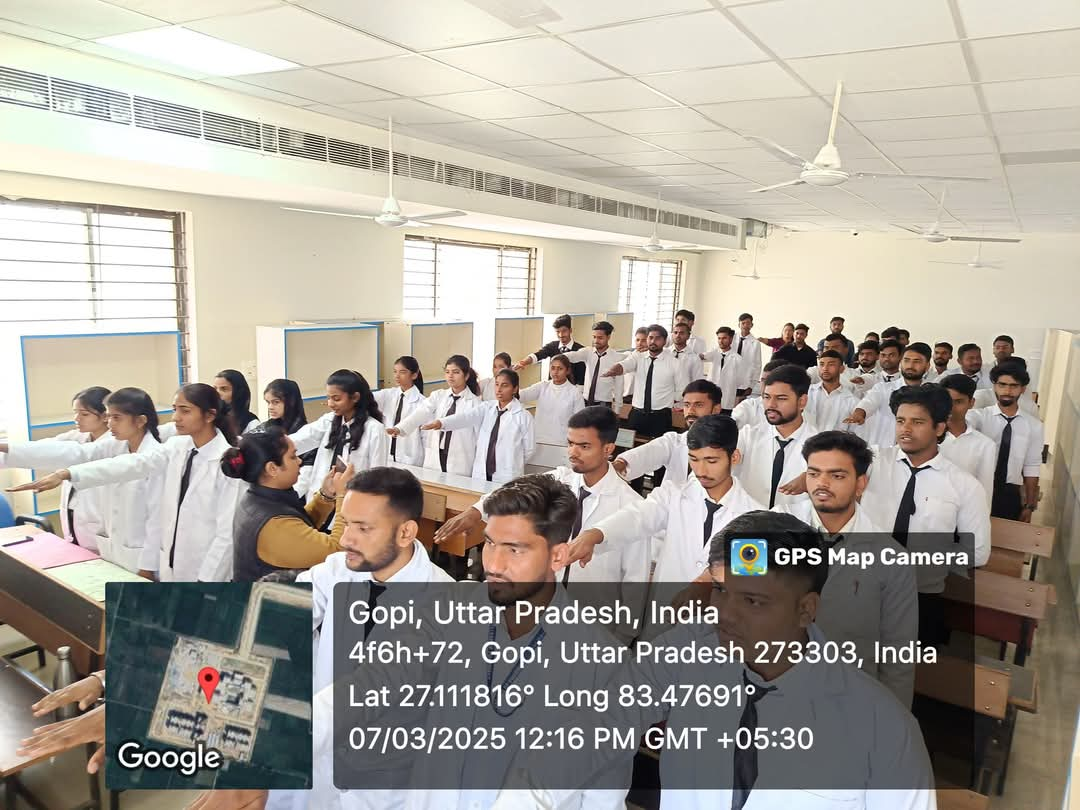 GPS Map Camera
Gopi, Uttar Pradesh, India
4f6h+72, Gopi, Uttar Pradesh 273303, India
Lat 27.111816° Long 83.47691°
07/03/2025 12:16 PM GMT +05:30
Google